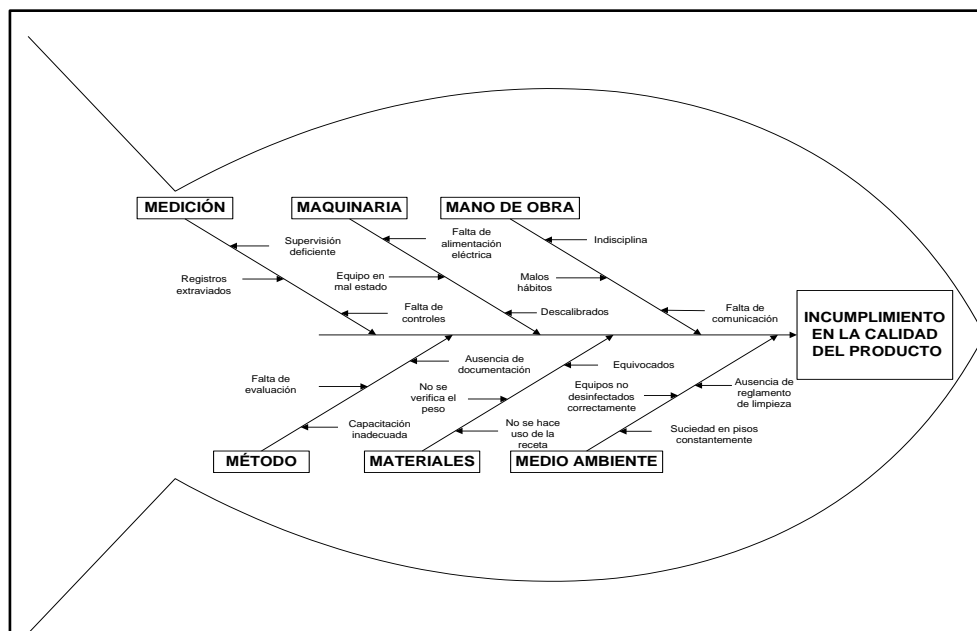 MEDICIÓN
MAQUINARIA
MANO DE OBRA
Supervisión
deficiente
Registros
extraviados
Falta de
controles
Falta de
alimentación
eléctrica
Equipo en
mal estado
Descalibrados
Indisciplina
Malos
hábitos
Falta de
comunicación
INCUMPLIMIENTO
EN LA CALIDAD
DEL PRODUCTO
Ausencia de
documentación
Falta de
evaluación
Capacitación
inadecuada
Equivocados
No se
verifica el
peso
No se hace
uso de la
receta
Equipos no
desinfectados
correctamente
Ausencia de
reglamento
de limpieza
Suciedad en pisos
constantemente
MÉTODO
MATERIALES
MEDIO AMBIENTE